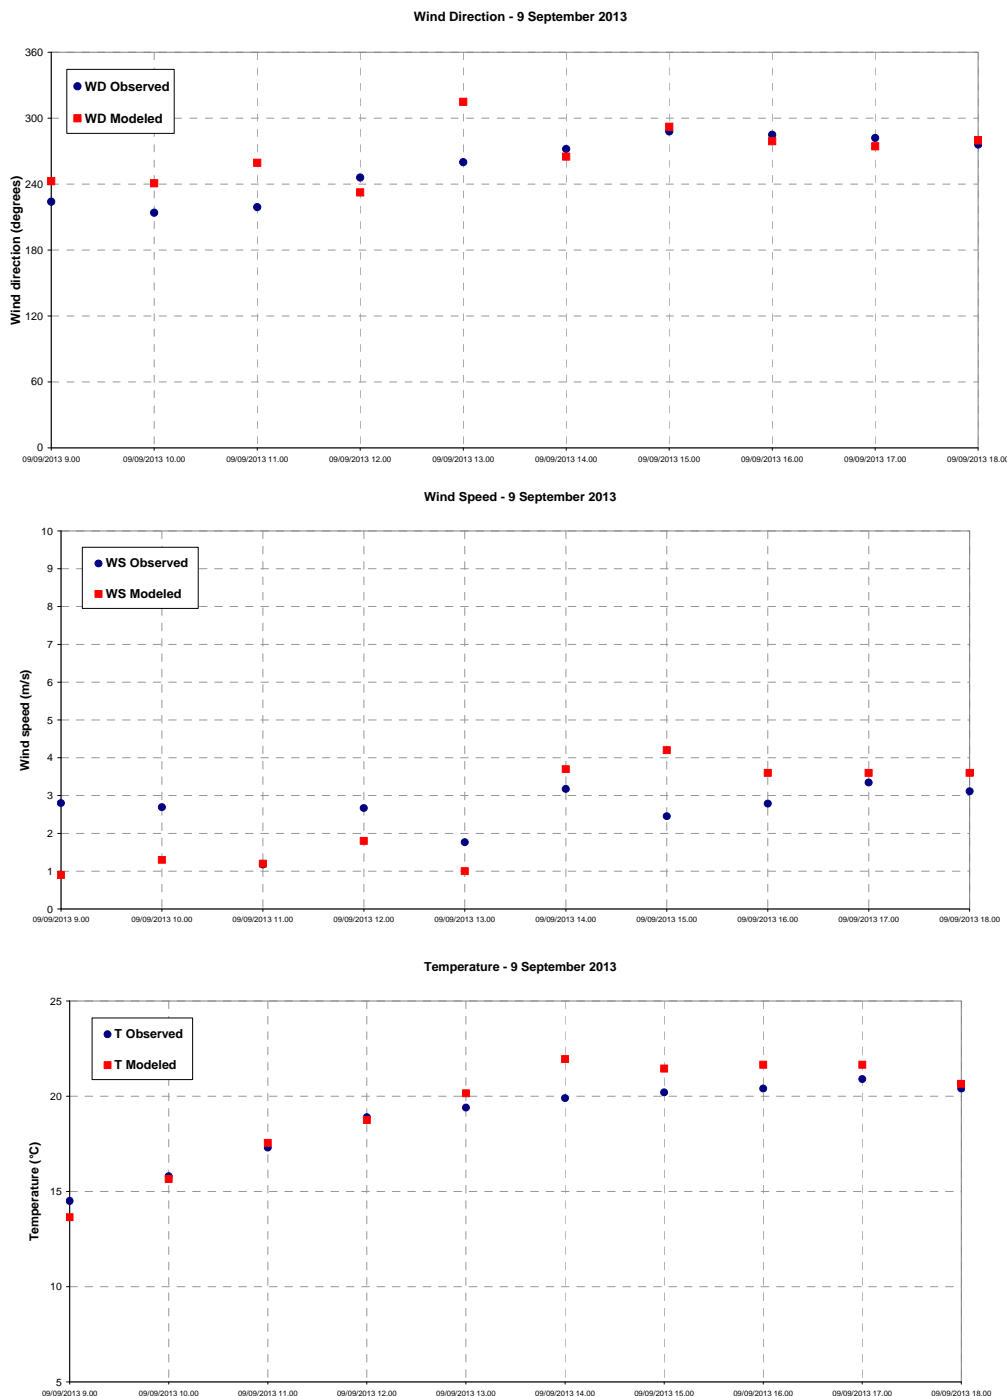 Wind Direction - 9 September 2013
360
300
240
180
120
60
0
Wind direction (degrees)
WD Observed
WD Modeled
09/09/2013 9.00 09/09/2013 10.00 09/09/2013 11.00 09/09/2013 12.00 09/09/2013 13.00 09/09/2013 14.00 09/09/2013 15.00 09/09/2013 16.00 09/09/2013 17.00 09/09/2013 18.00
Wind Speed - 9 September 2013
10
9
8
7
6
5
4
3
2
1
0
Wind speed (m/s)
WS Observed
WS Modeled
09/09/2013 9.00 09/09/2013 10.00 09/09/2013 11.00 09/09/2013 12.00 09/09/2013 13.00 09/09/2013 14.00 09/09/2013 15.00 09/09/2013 16.00 09/09/2013 17.00 09/09/2013 18.00
Temperature - 9 September 2013
25
20
15
10
5
Temperature (°C)
T Observed
T Modeled
09/09/2013 9.00 09/09/2013 10.00 09/09/2013 11.00 09/09/2013 12.00 09/09/2013 13.00 09/09/2013 14.00 09/09/2013 15.00 09/09/2013 16.00 09/09/2013 17.00 09/09/2013 18.00